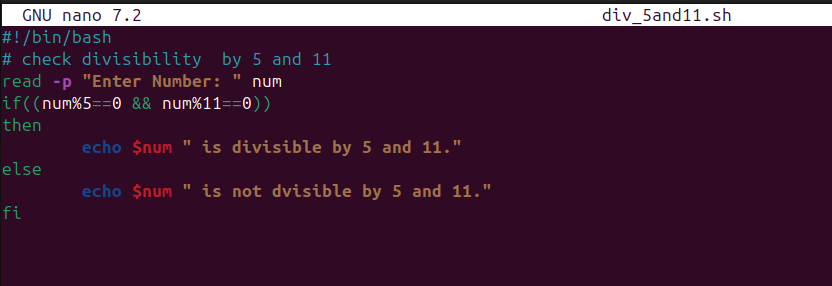 GNU nano 7.2 div_5and11.sh
#!/bin/bash
# check divisibility  by 5 and 11
read -p "Enter Number: " num
if((num%5==0 && num%11==0))
then
        echo $num " is divisible by 5 and 11."
else
        echo $num " is not dvisible by 5 and 11."
fi